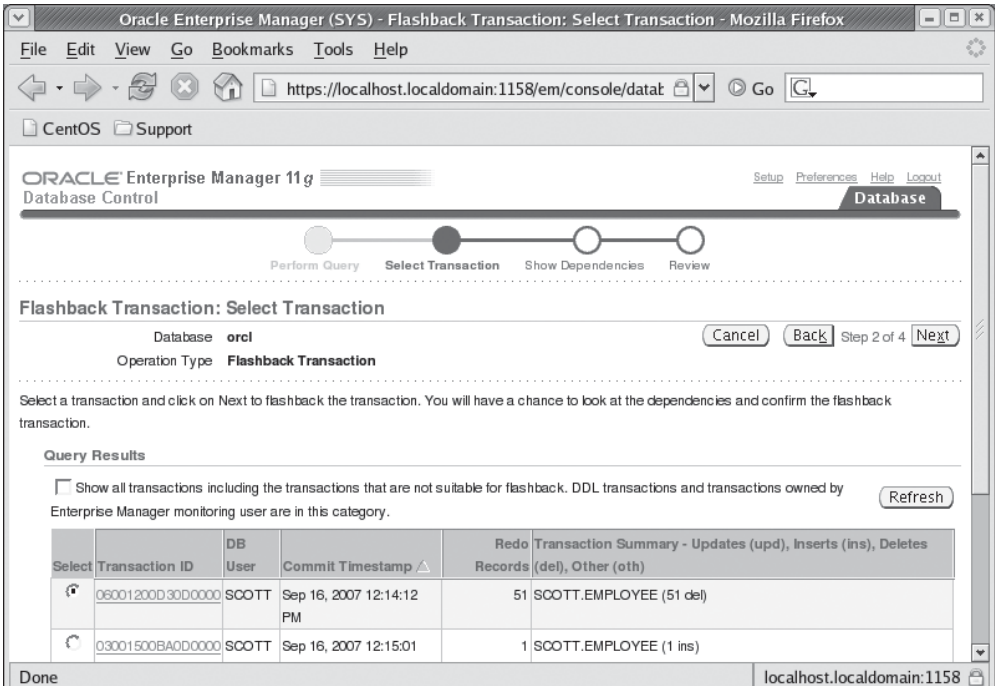 Oracle Enterprise Manager (SYS) - Flashback Transaction: Select Transaction - Mozilla Firefox
File Edit View Go Bookmarks Tools Help
https://localhost.localdomain:1158/em/console/datab Go G
CentOS Support
ORACLE Enterprise Manager 11g
Database Control
Setup Preferences Help Logout
Database
Perform Query Select Transaction Show Dependencies Review
Flashback Transaction: Select Transaction
Database orcl
Operation Type Flashback Transaction
Cancel Back Step 2 of 4 Next
Select a transaction and click on Next to flashback the transaction. You will have a chance to look at the dependencies and confirm the flashback
transaction.
Query Results
Show all transactions including the transactions that are not suitable for flashback. DDL transactions and transactions owned by
Enterprise Manager monitoring user are in this category.
Refresh
Select Transaction ID DB User Commit Timestamp Redo Records Transaction Summary - Updates (upd), Inserts (ins), Deletes (del), Other (oth)
06001200D30D0000 SCOTT Sep 16, 2007 12:14:12 PM 51 SCOTT.EMPLOYEE (51 del)
03001500BA0D0000 SCOTT Sep 16, 2007 12:15:01 1 SCOTT.EMPLOYEE (1 ins)
Done localhost.localdomain:1158